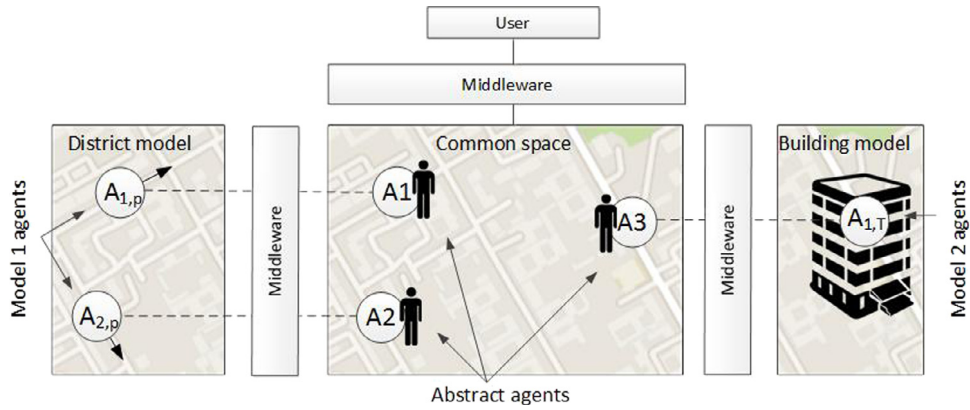 User
Middleware
District model
Common space
Building model
Model 1 agents
A1,p
A2,p
Middleware
A1
A2
A3
Middleware
A1,T
Model 2 agents
Abstract agents